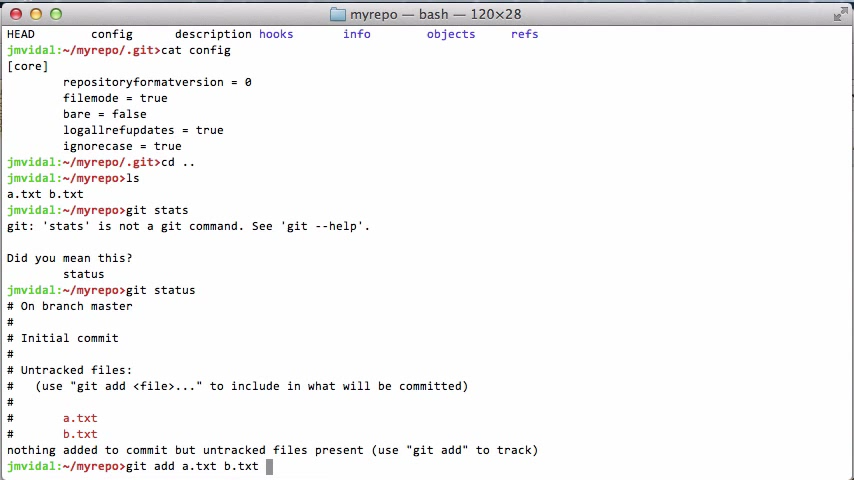 myrepo — bash — 120×28
HEAD config description hooks info objects refs
jmvidal:~/myrepo/.git>cat config
[core]
repositoryformatversion = 0
filemode = true
bare = false
logallrefupdates = true
ignorecase = true
jmvidal:~/myrepo/.git>cd ..
jmvidal:~/myrepo>ls
a.txt b.txt
jmvidal:~/myrepo>git stats
git: 'stats' is not a git command. See 'git --help'.
Did you mean this?
status
jmvidal:~/myrepo>git status
# On branch master
#
# Initial commit
#
# Untracked files:
#   (use "git add <file>..." to include in what will be committed)
#
#       a.txt
#       b.txt
nothing added to commit but untracked files present (use "git add" to track)
jmvidal:~/myrepo>git add a.txt b.txt